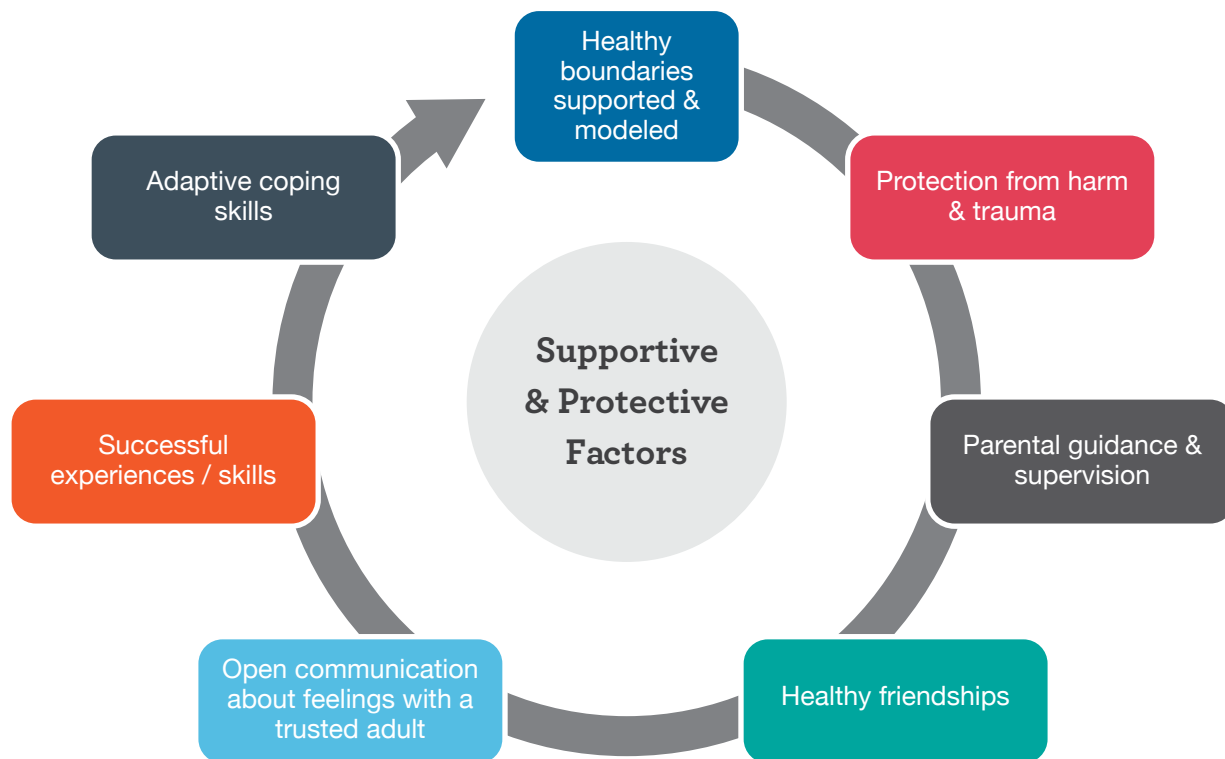 Healthy
boundaries
supported &
modeled
Protection from harm
& trauma
Parental guidance &
supervision
Healthy friendships
Open communication
about feelings with a
trusted adult
Successful
experiences / skills
Adaptive coping
skills
Supportive
& Protective
Factors